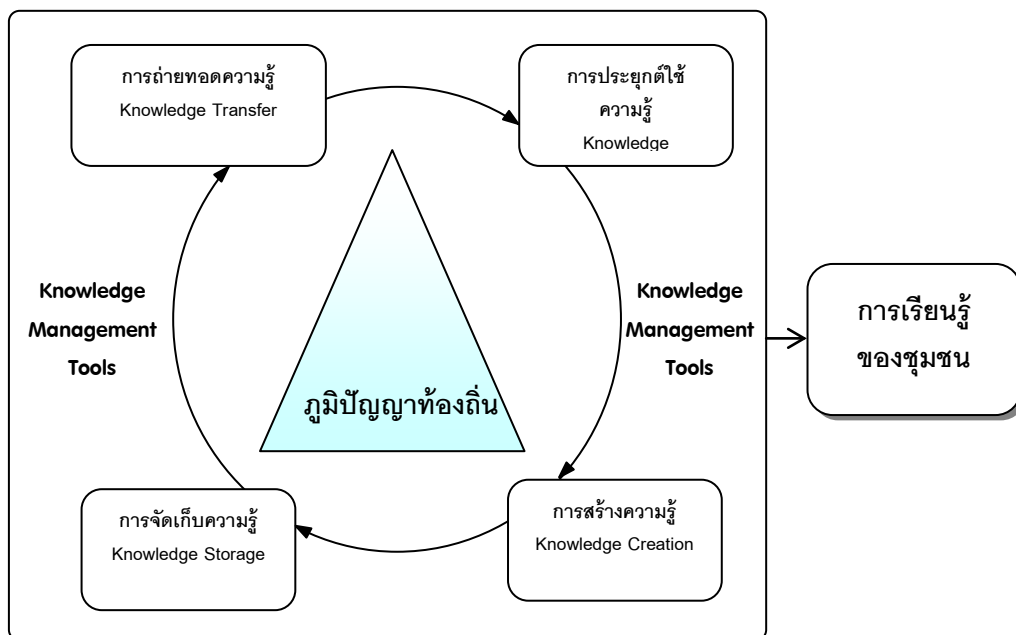 การถ่ายทอดความรู้
Knowledge Transfer
การประยุกต์ใช้
ความรู้
Knowledge
Knowledge
Management
Tools
ภูมิปัญญาท้องถิ่น
Knowledge
Management
Tools
การเรียนรู้
ของชุมชน
การจัดเก็บความรู้
Knowledge Storage
การสร้างความรู้
Knowledge Creation